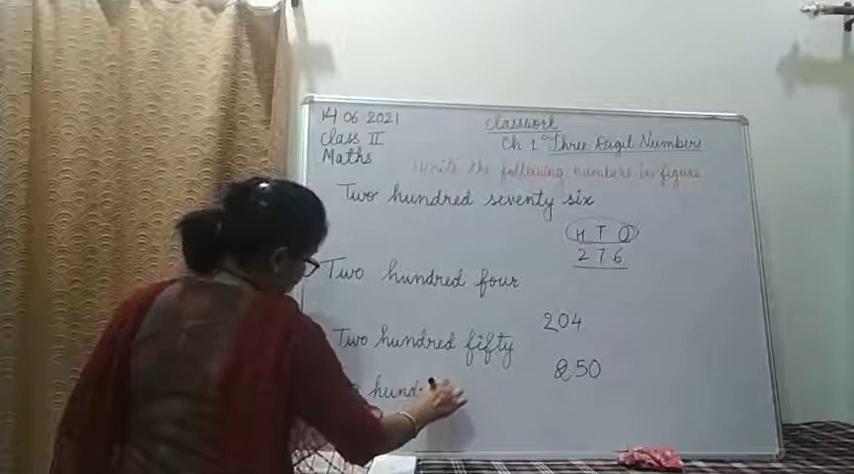 14 06 2021
Classwork
Class II
Ch 1 Three Digit Numbers
Maths
Write the following numbers in figure
Two hundred seventy six
H T O
2 7 6
Two hundred four
204
Two hundred fifty
250
hund